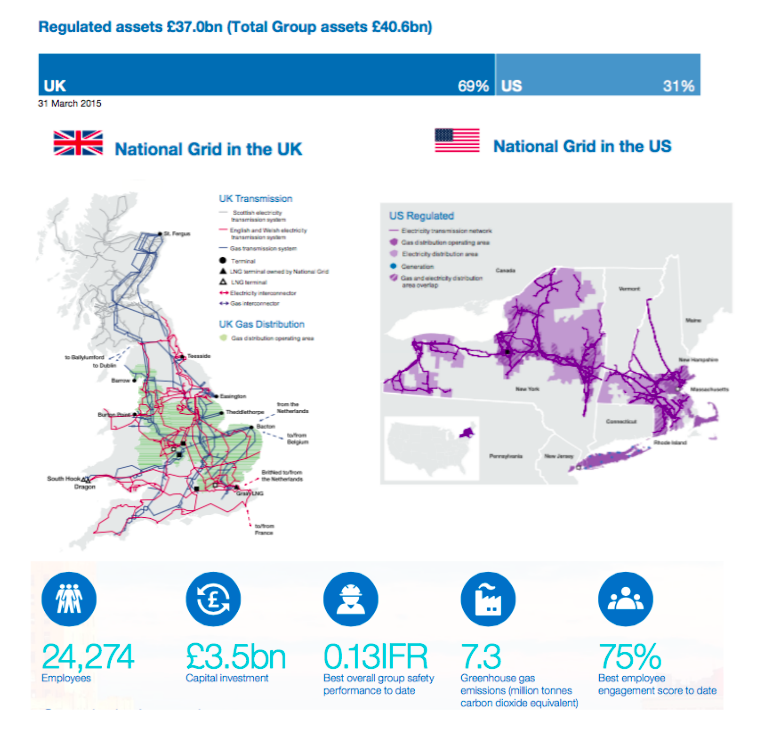 Regulated assets £37.0bn (Total Group assets £40.6bn)
UK 69% US 31%
31 March 2015
National Grid in the UK
National Grid in the US
UK Transmission
Scottish electricity
transmission system
English and Welsh electricity
transmission system
Gas transmission system
Terminal
LNG terminal owned by National Grid
LNG terminal
Electricity interconnector
Gas interconnector
UK Gas Distribution
Gas distribution operating area
St. Fergus
to Ballylumford
to Dublin
Teesside
Barrow
Easington
from the
Netherlands
Burton Point
Theddlethorpe
Bacton
to/from
Belgium
South Hook
Dragon
BritNed to/from
the Netherlands
Grain LNG
to/from
France
US Regulated
Electricity transmission network
Gas distribution operating area
Electricity distribution area
Generation
Gas and electricity distribution
area overlap
Canada
Vermont
Maine
New Hampshire
New York
Massachusetts
Connecticut
Rhode Island
Pennsylvania
New Jersey
24,274
Employees
£3.5bn
Capital investment
0.13IFR
Best overall group safety
performance to date
7.3
Greenhouse gas
emissions (million tonnes
carbon dioxide equivalent)
75%
Best employee
engagement score to date